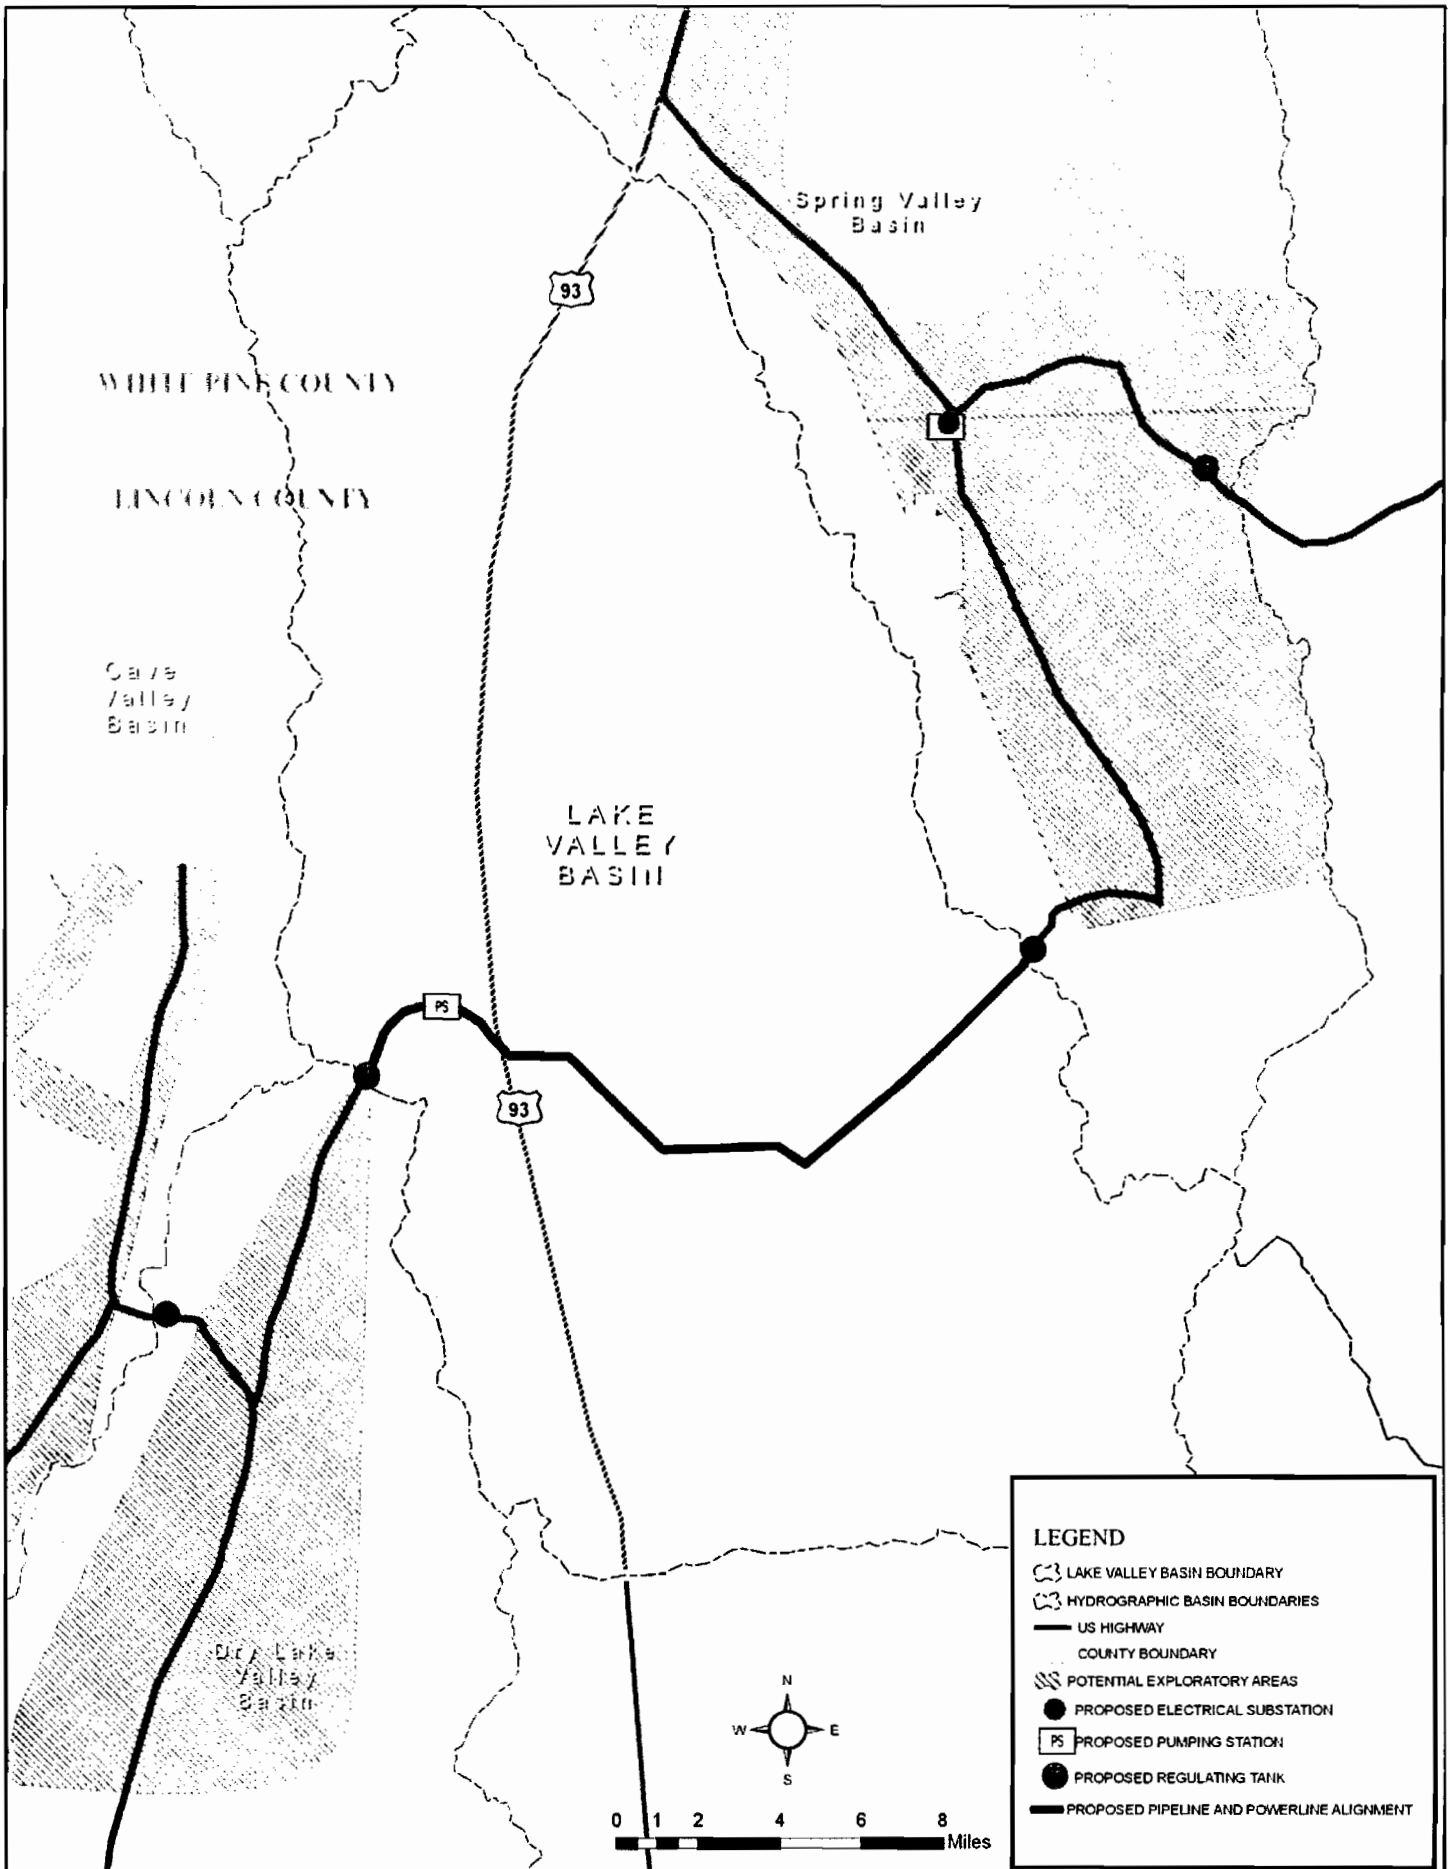 Spring Valley
Basin
93
WHITE PINE COUNTY
LINCOLN COUNTY
Cave
Valley
Basin
LAKE
VALLEY
BASIN
PS
93
Dry Lake
Valley
Basin
N
W E
S
0 1 2 4 6 8
Miles
LEGEND
LAKE VALLEY BASIN BOUNDARY
HYDROGRAPHIC BASIN BOUNDARIES
US HIGHWAY
COUNTY BOUNDARY
POTENTIAL EXPLORATORY AREAS
PROPOSED ELECTRICAL SUBSTATION
PS PROPOSED PUMPING STATION
PROPOSED REGULATING TANK
PROPOSED PIPELINE AND POWERLINE ALIGNMENT